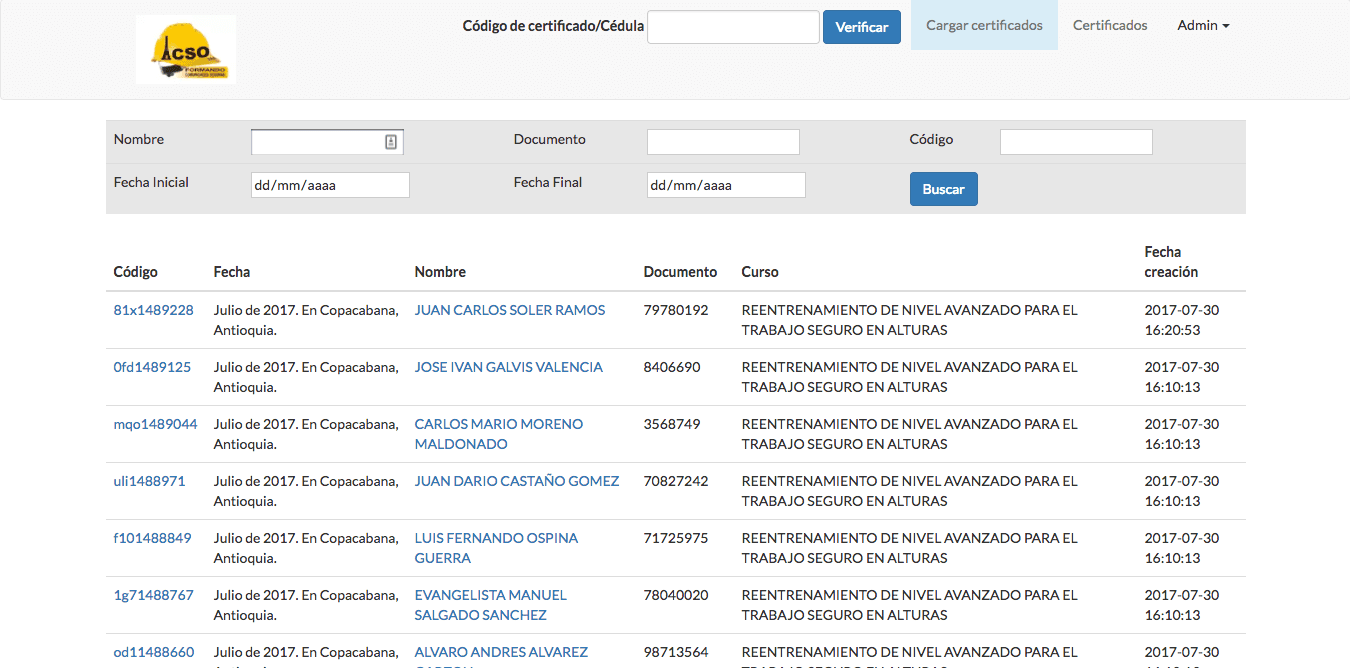 ACSO
FORMANDO
Código de certificado/Cédula Verificar Cargar certificados Certificados Admin
Nombre Documento Código
Fecha Inicial dd/mm/aaaa Fecha Final dd/mm/aaaa Buscar
Código Fecha Nombre Documento Curso Fecha creación
81x1489228 Julio de 2017. En Copacabana, JUAN CARLOS SOLER RAMOS 79780192 REENTRENAMIENTO DE NIVEL AVANZADO PARA EL 2017-07-30
Antioquia. TRABAJO SEGURO EN ALTURAS 16:20:53
0fd1489125 Julio de 2017. En Copacabana, JOSE IVAN GALVIS VALENCIA 8406690 REENTRENAMIENTO DE NIVEL AVANZADO PARA EL 2017-07-30
Antioquia. TRABAJO SEGURO EN ALTURAS 16:10:13
mqo1489044 Julio de 2017. En Copacabana, CARLOS MARIO MORENO 3568749 REENTRENAMIENTO DE NIVEL AVANZADO PARA EL 2017-07-30
Antioquia. MALDONADO TRABAJO SEGURO EN ALTURAS 16:10:13
uli1488971 Julio de 2017. En Copacabana, JUAN DARIO CASTAÑO GOMEZ 70827242 REENTRENAMIENTO DE NIVEL AVANZADO PARA EL 2017-07-30
Antioquia. TRABAJO SEGURO EN ALTURAS 16:10:13
f101488849 Julio de 2017. En Copacabana, LUIS FERNANDO OSPINA 71725975 REENTRENAMIENTO DE NIVEL AVANZADO PARA EL 2017-07-30
Antioquia. GUERRA TRABAJO SEGURO EN ALTURAS 16:10:13
1g71488767 Julio de 2017. En Copacabana, EVANGELISTA MANUEL 78040020 REENTRENAMIENTO DE NIVEL AVANZADO PARA EL 2017-07-30
Antioquia. SALGADO SANCHEZ TRABAJO SEGURO EN ALTURAS 16:10:13
od11488660 Julio de 2017. En Copacabana, ALVARO ANDRES ALVAREZ 98713564 REENTRENAMIENTO DE NIVEL AVANZADO PARA EL 2017-07-30